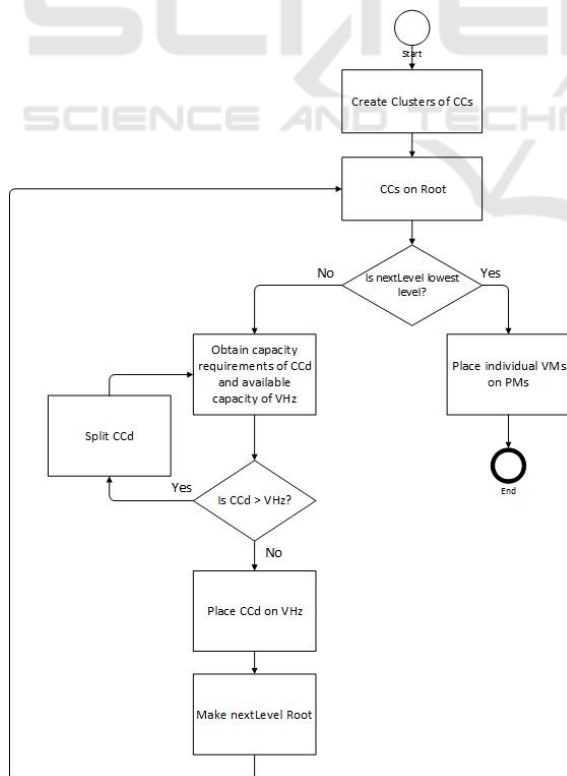 SCIE
SCIENCE AND TECH
Start
Create Clusters of CCs
CCs on Root
Is nextLevel lowest
level?
No
Yes
Obtain capacity
requirements of CCd
and available
capacity of VHz
Place individual VMs
on PMs
Split CCd
End
Yes
Is CCd > VHz?
No
Place CCd on VHz
Make nextLevel Root